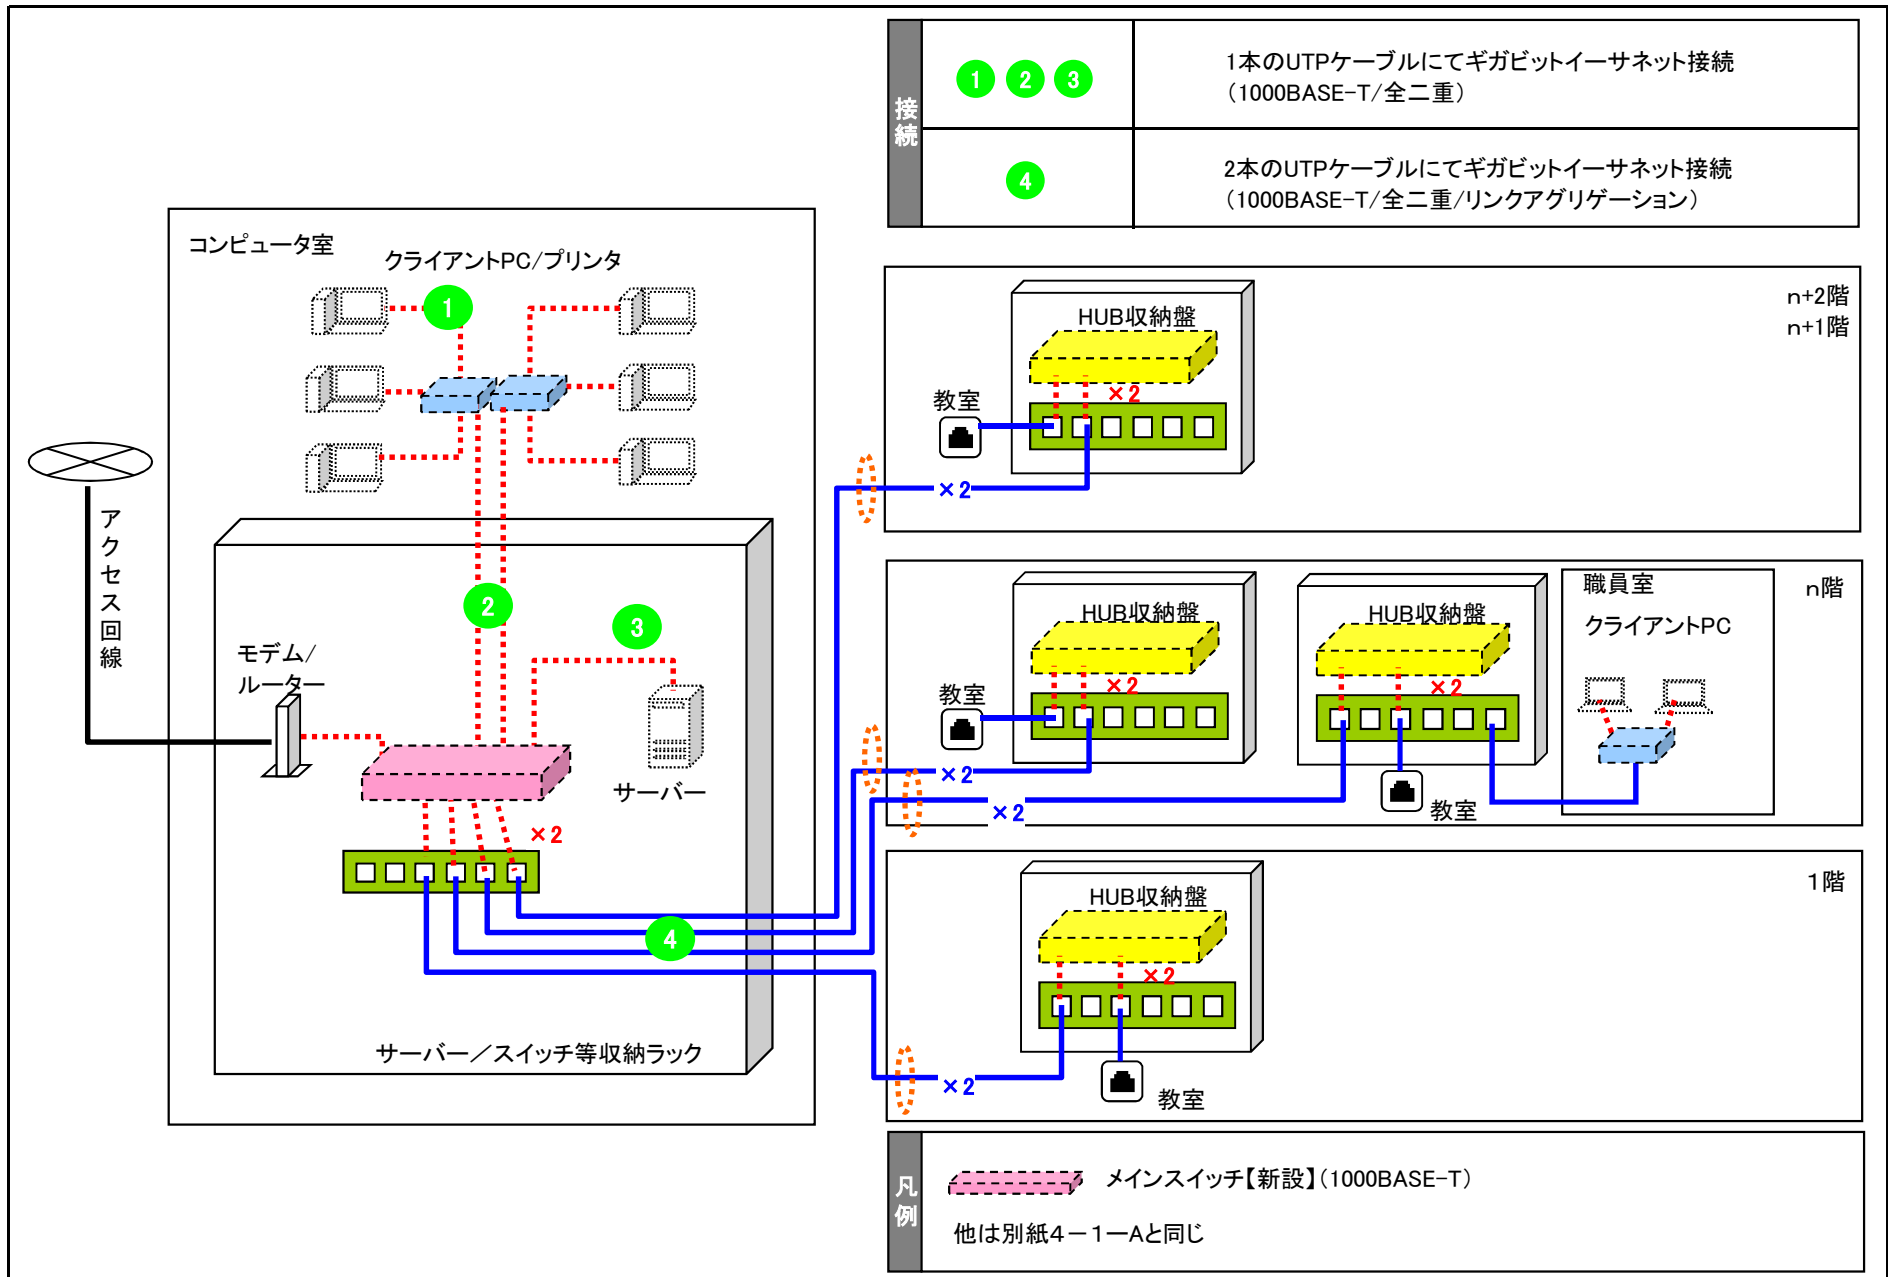 接続
1 2 3
1本のUTPケーブルにてギガビットイーサネット接続
(1000BASE-T/全二重)
4
2本のUTPケーブルにてギガビットイーサネット接続
(1000BASE-T/全二重/リンクアグリゲーション)
コンピュータ室
クライアントPC/プリンタ
1
アクセス回線
2
3
モデム/
ルーター
サーバー
×2
4
サーバー/スイッチ等収納ラック
n+2階
n+1階
HUB収納盤
×2
教室
×2
n階
HUB収納盤
×2
教室
×2
HUB収納盤
×2
教室
×2
職員室
クライアントPC
1階
HUB収納盤
×2
教室
×2
凡例
メインスイッチ【新設】(1000BASE-T)
他は別紙4-1-Aと同じ